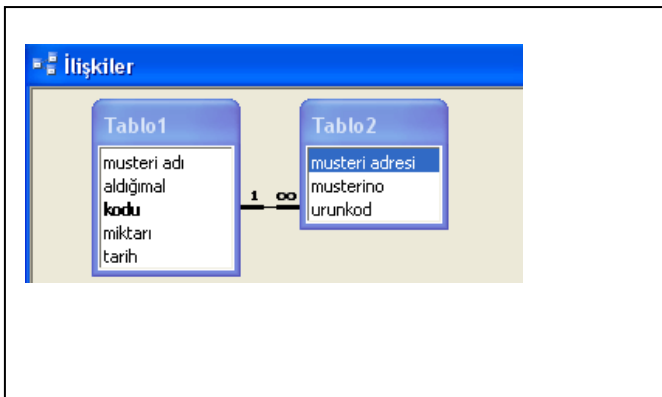 İlişkiler
Tablo1
musteri adı
aldığımal
kodu
miktarı
tarih
1 ∞
Tablo2
musteri adresi
musterino
urunkod